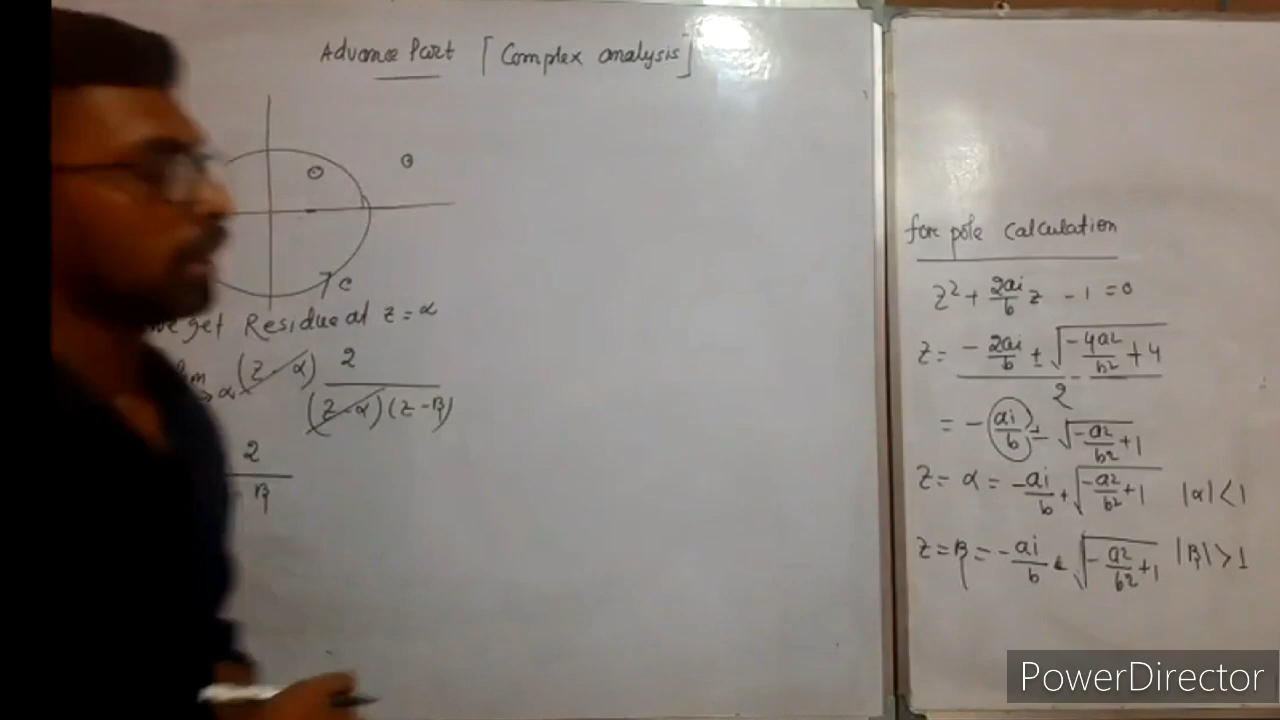 Advance Part [Complex analysis]
C
get Residue at z = α
(z - α) 2
α (z-α)(z-β)
2
β
for pole calculation
z² + 2ai/b z - 1 = 0
z = - 2ai/b ± √(-4a²/b² + 4)
2
= - ai/b ± √(-a²/b² + 1)
z = α = -ai/b + √(-a²/b² + 1) |α| < 1
z = β = -ai/b - √(-a²/b² + 1) |β| > 1
PowerDirector